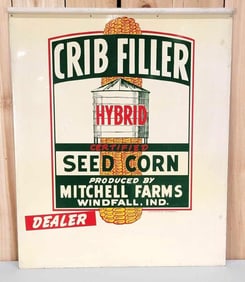 CRIB FILLER
HYBRID
CERTIFIED
SEED CORN
PRODUCED BY
MITCHELL FARMS
WINDFALL, IND.
DEALER